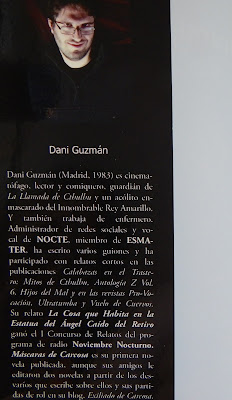 Dani Guzmán
Dani Guzmán (Madrid, 1983) es cinema-
tófago, lector y comiquero, guardián de
La Llamada de Cthulhu y un acólito en-
mascarado del Innombrable Rey Amarillo.
Y también trabaja de enfermero.
Administrador de redes sociales y vo-
cal de NOCTE, miembro de ESMA-
TER, ha escrito varios guiones y ha
participado con relatos cortos en las
publicaciones Calabazas en el Traste-
ro: Mitos de Cthulhu, Antología Z Vol.
6, Hijos del Mal y en las revistas Pro-Vo-
cación, Ultratumba y Vuelo de Cuervos.
Su relato La Cosa que Habita en la
Estatua del Ángel Caído del Retiro
ganó el I Concurso de Relatos del pro-
grama de radio Noviembre Nocturno.
Máscaras de Carcosa es su primera no-
vela publicada, aunque sus amigos le
editaron dos novelas a partir de los des-
varíos que escribe sobre ellos y sus parti-
das de rol en su blog, Exiliado de Carcosa.